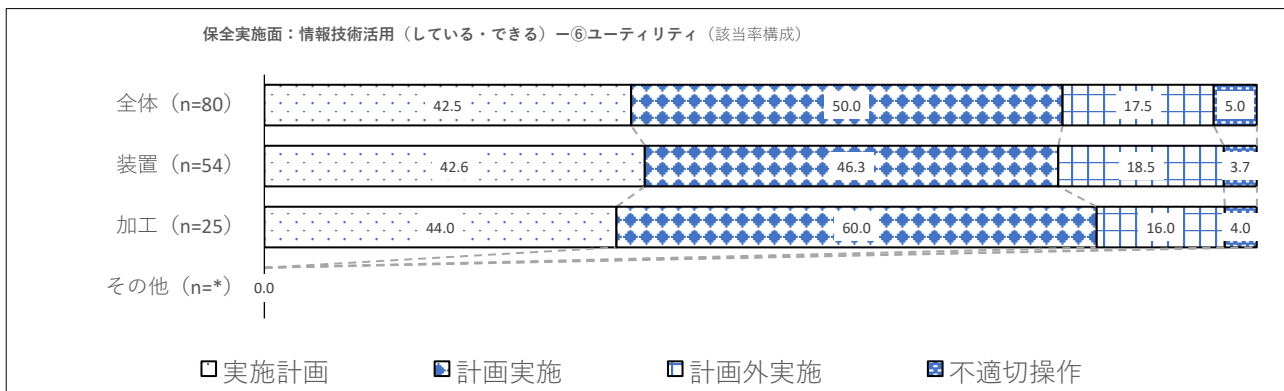 保全実施面：情報技術活用（している・できる）ー⑥ユーティリティ（該当率構成）
全体（n=80） 42.5 50.0 17.5 5.0
装置（n=54） 42.6 46.3 18.5 3.7
加工（n=25） 44.0 60.0 16.0 4.0
その他（n=*） 0.0
実施計画 計画実施 計画外実施 不適切操作